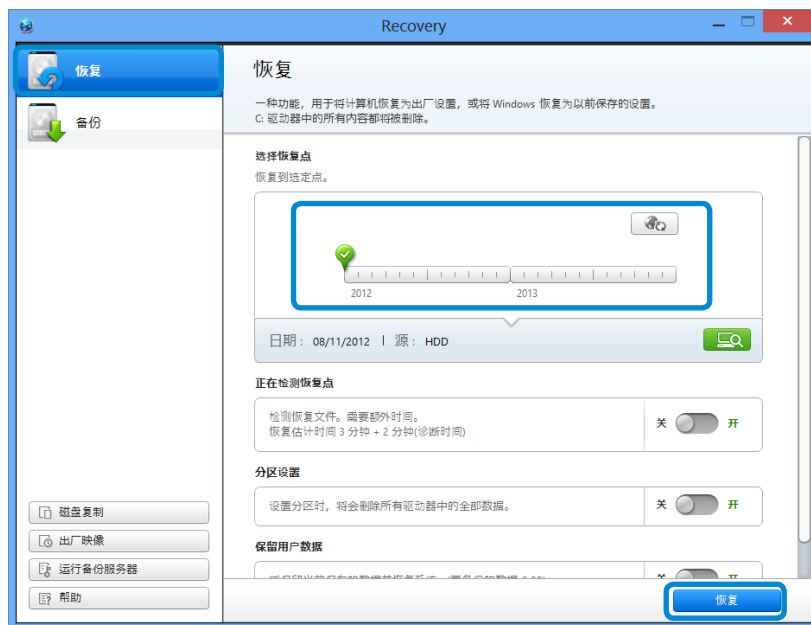 Recovery
恢复
备份
磁盘复制
出厂映像
运行备份服务器
帮助
恢复
一种功能，用于将计算机恢复为出厂设置，或将 Windows 恢复为以前保存的设置。
C: 驱动器中的所有内容都将被删除。
选择恢复点
恢复到选定点。
2012 2013
日期： 08/11/2012 | 源： HDD
正在检测恢复点
检测恢复文件。需要额外时间。
恢复估计时间 3 分钟 + 2 分钟(诊断时间)
关 开
分区设置
设置分区时，将会删除所有驱动器中的全部数据。
关 开
保留用户数据
恢复